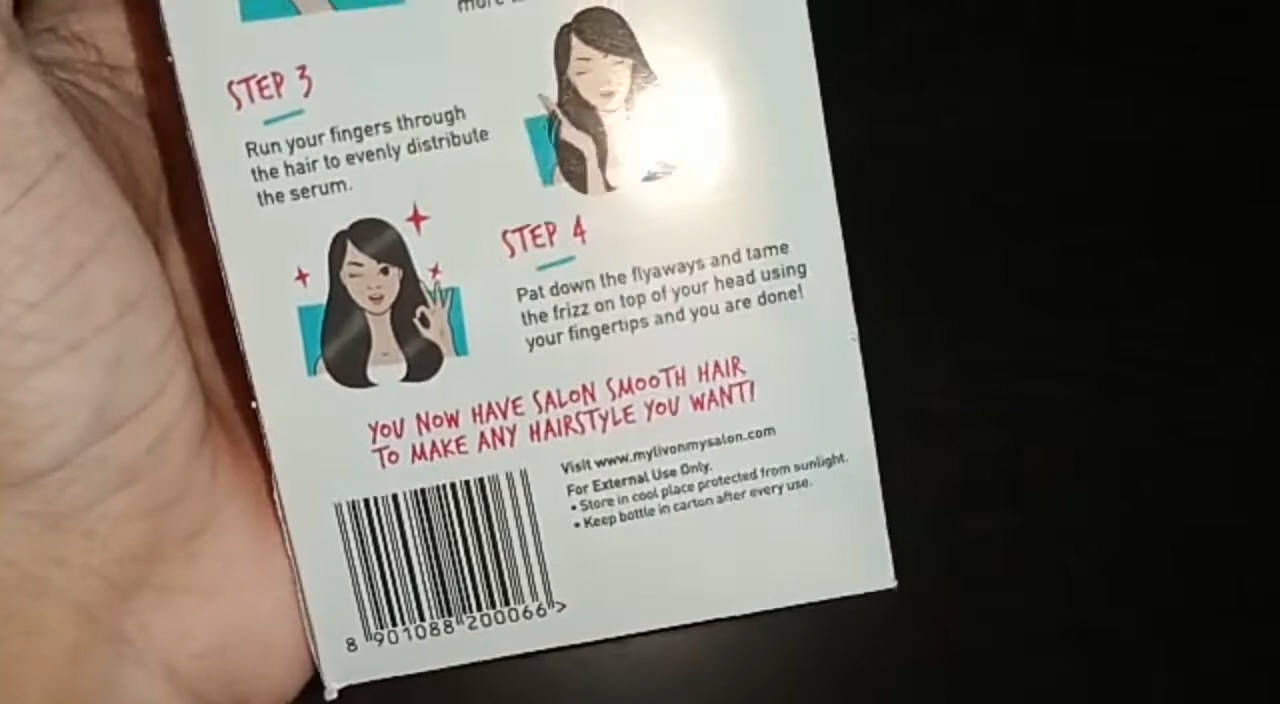 more
STEP 3
Run your fingers through
the hair to evenly distribute
the serum.
STEP 4
Pat down the flyaways and tame
the frizz on top of your head using
your fingertips and you are done!
YOU NOW HAVE SALON SMOOTH HAIR
TO MAKE ANY HAIRSTYLE YOU WANT!
Visit www.mylivonmysalon.com
For External Use Only.
• Store in cool place protected from sunlight.
• Keep bottle in carton after every use.
8 901088 200066 >